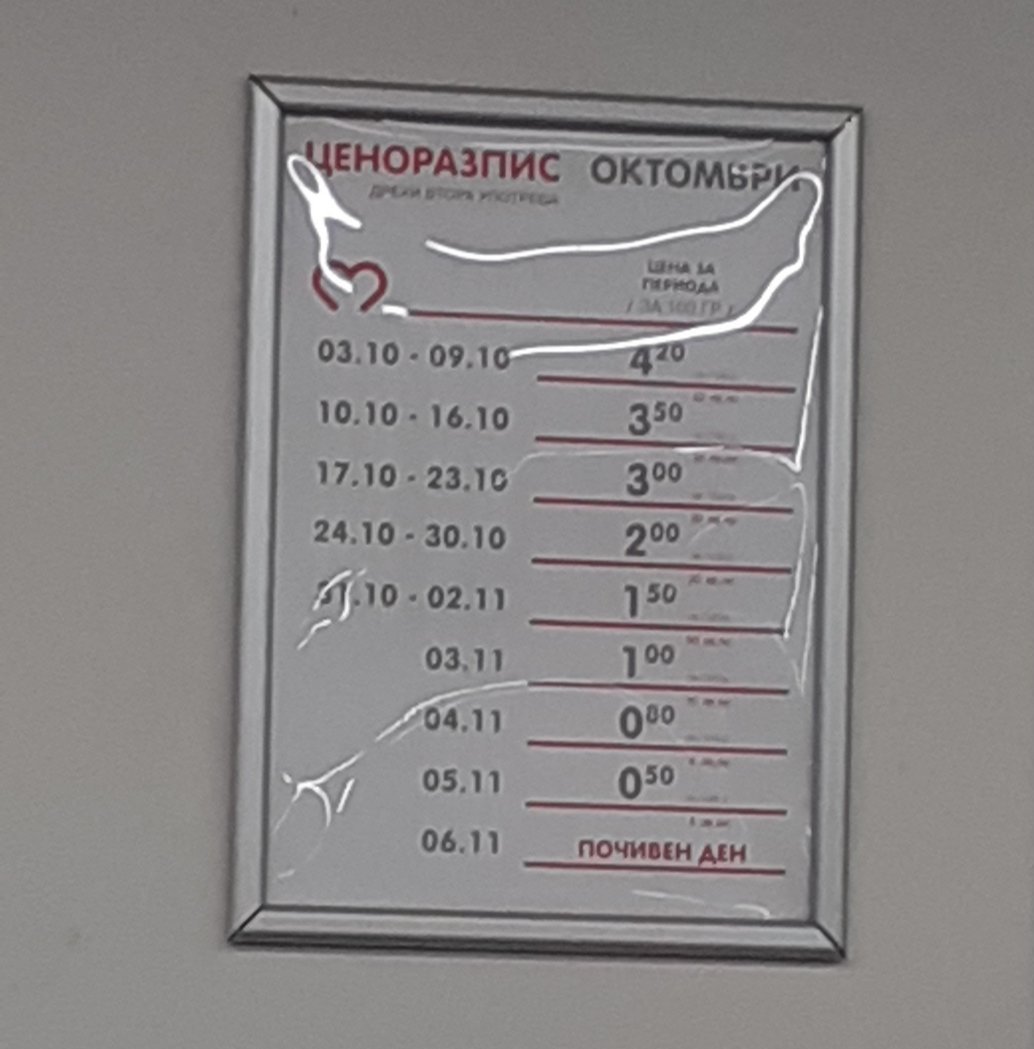 ЦЕНОРАЗПИС ОКТОМВРИ
ДРЕХИ ВТОРА УПОТРЕБА
ЦЕНА ЗА
ПЕРИОДА
/ ЗА 100 ГР /
03.10 - 09.10 4²⁰
10.10 - 16.10 3⁵⁰
17.10 - 23.10 3⁰⁰
24.10 - 30.10 2⁰⁰
31.10 - 02.11 1⁵⁰
03.11 1⁰⁰
04.11 0⁸⁰
05.11 0⁵⁰
06.11 ПОЧИВЕН ДЕН